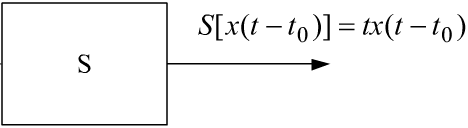 S[x(t − t₀)] = tx(t − t₀)
S